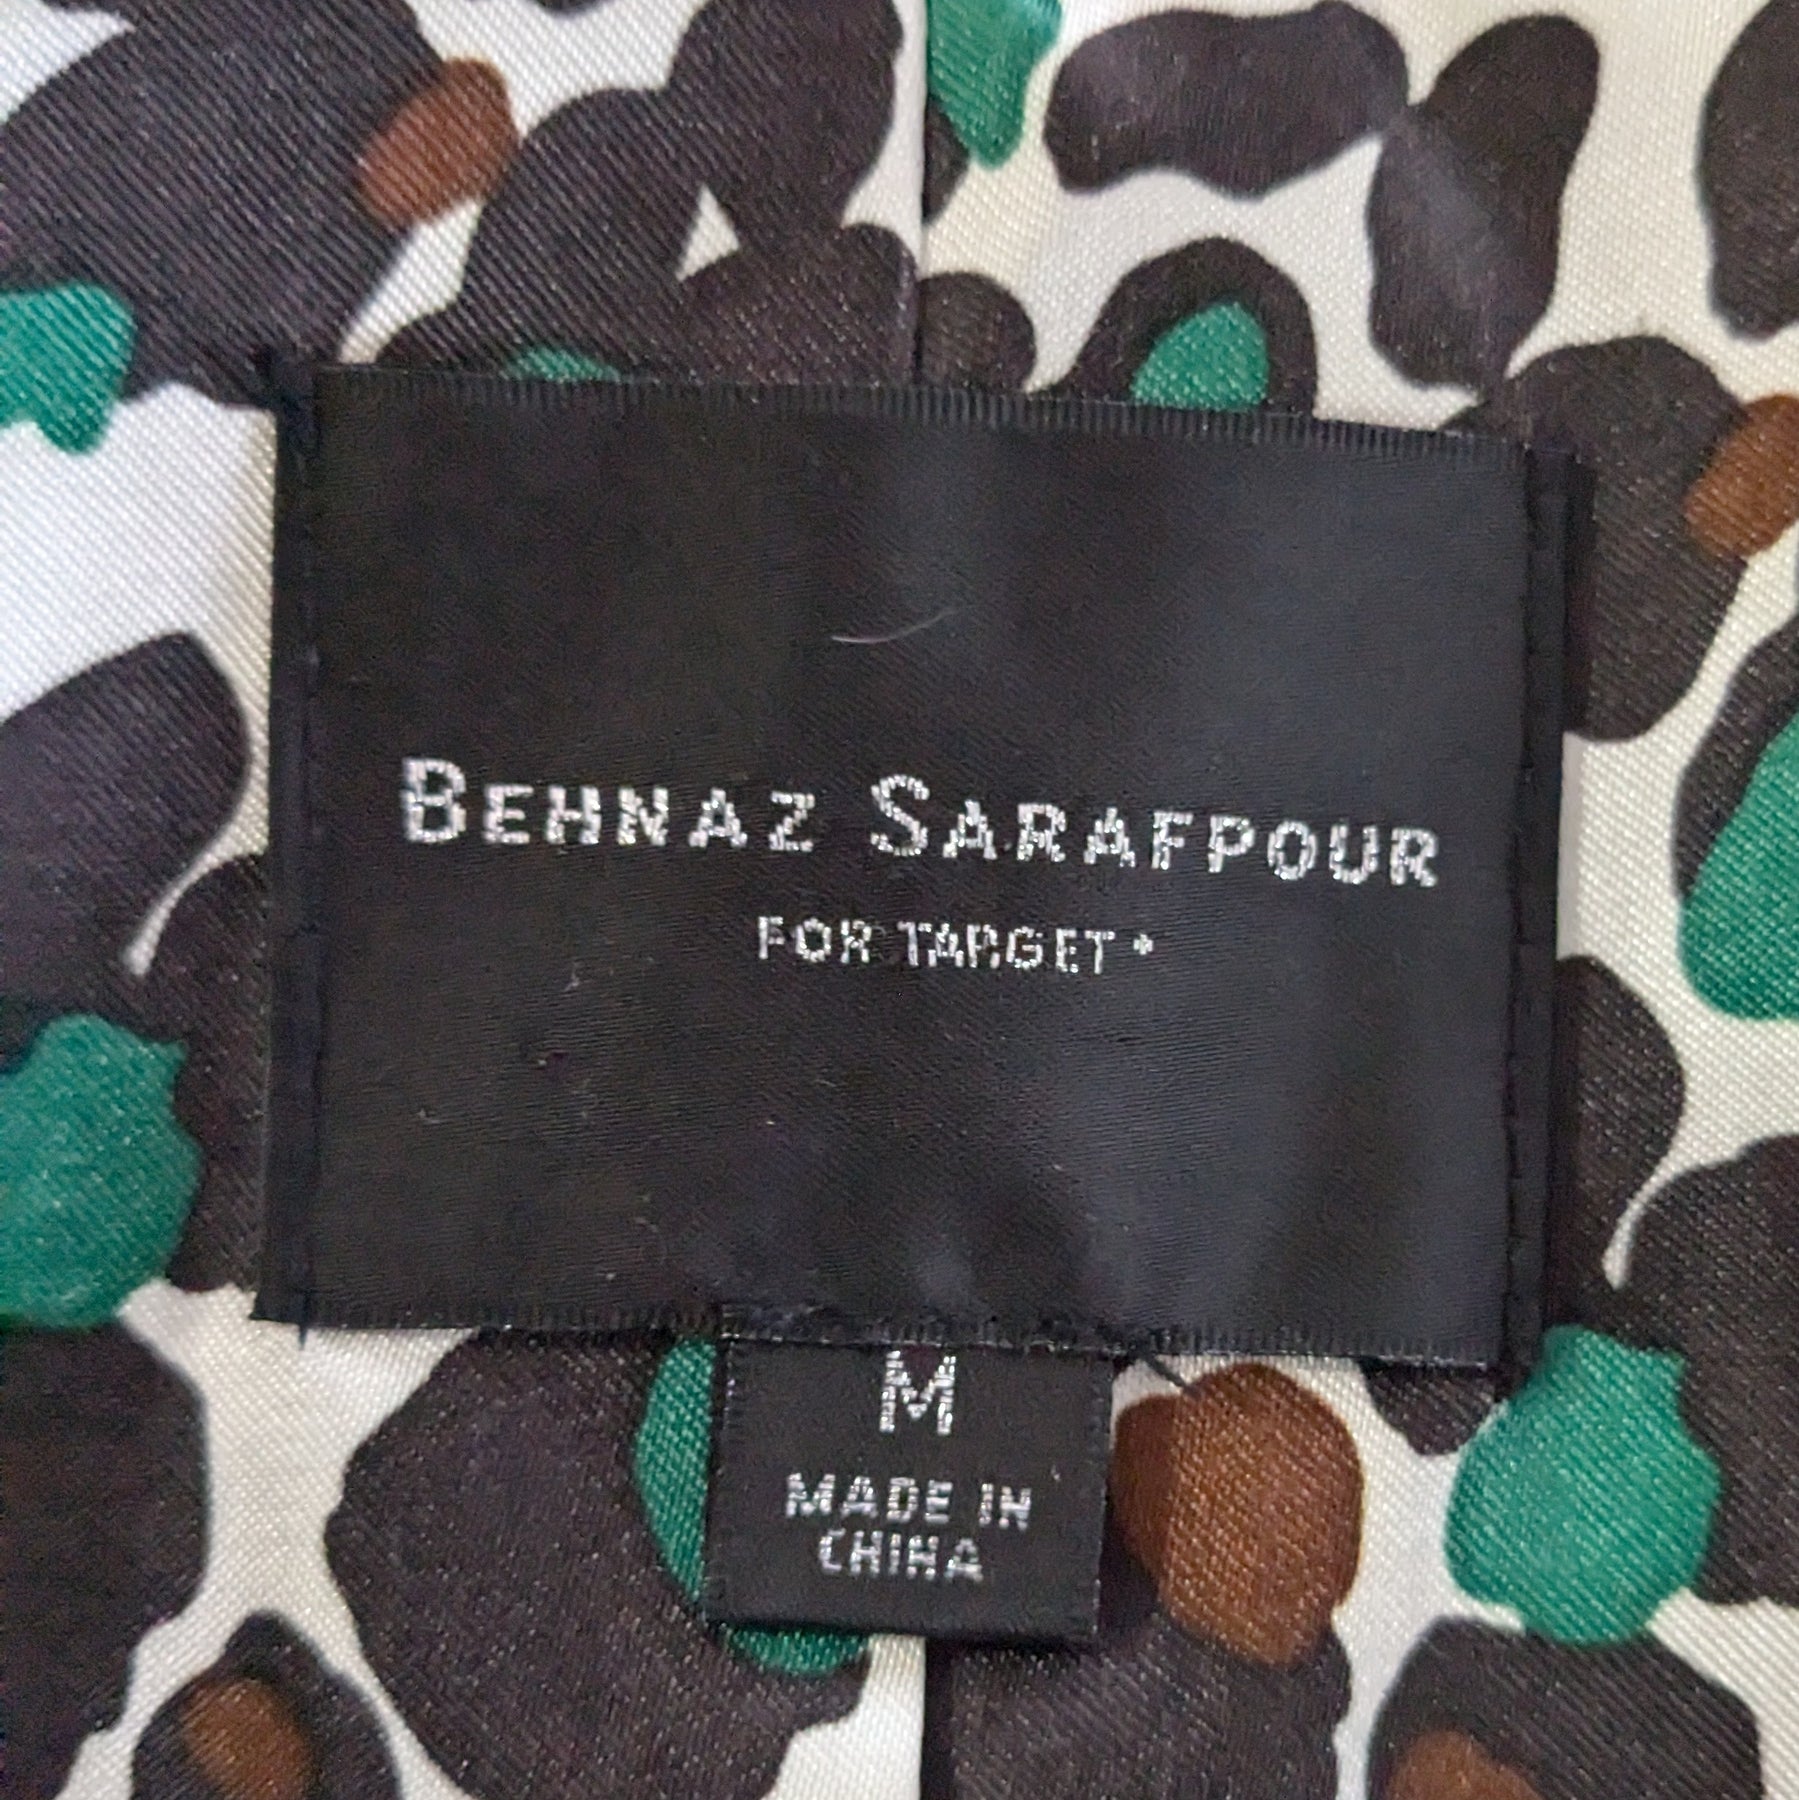 BEHNAZ SARAFPOUR
FOR TARGET
M
MADE IN
CHINA